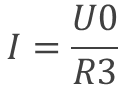 I = U0/R3